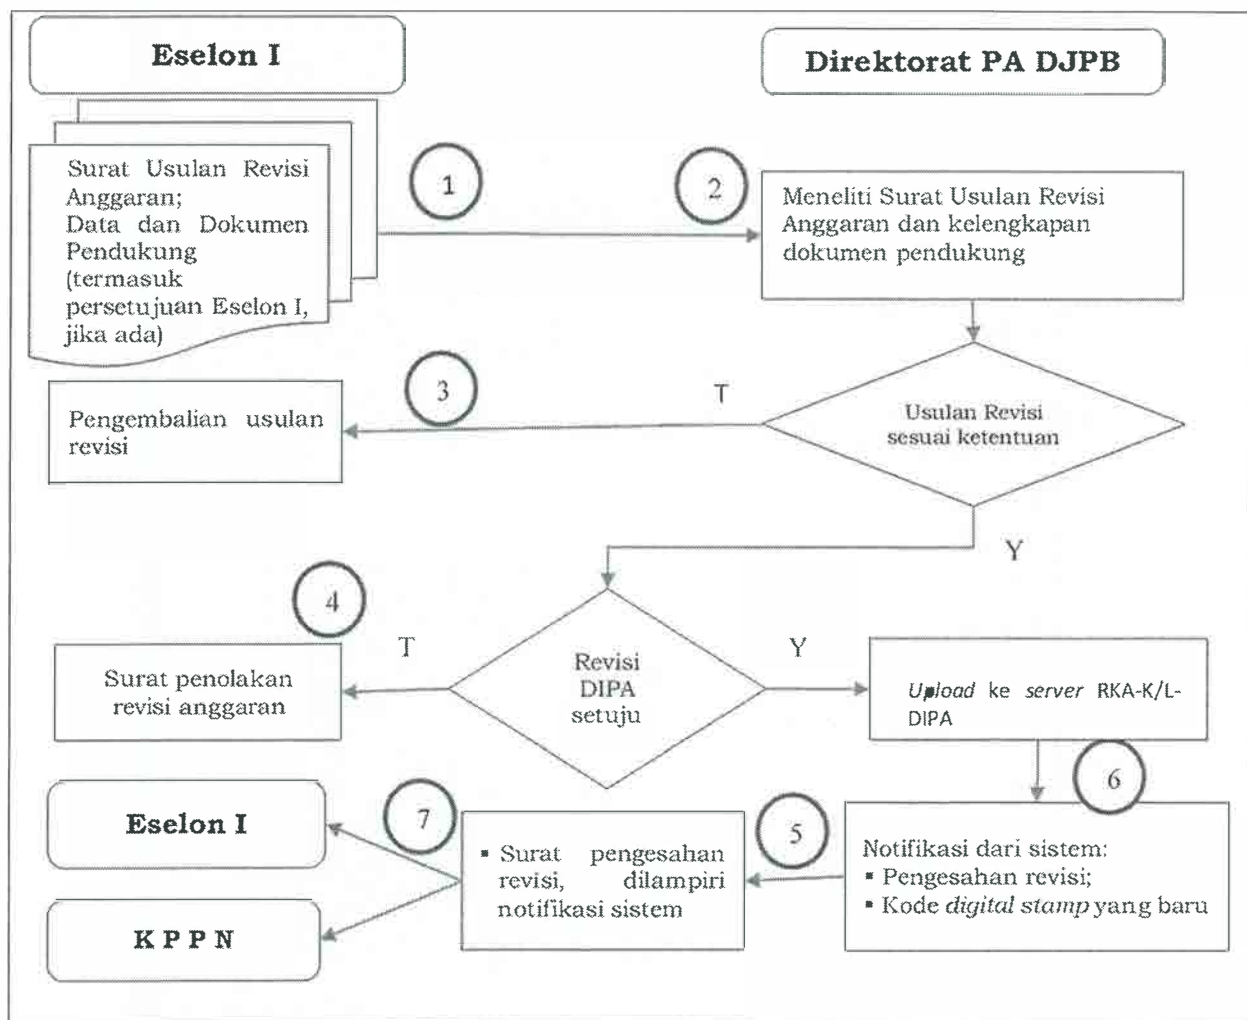 Eselon I
Direktorat PA DJPB
Surat Usulan Revisi
Anggaran;
Data dan Dokumen
Pendukung
(termasuk
persetujuan Eselon I,
jika ada)
1
2
Meneliti Surat Usulan Revisi
Anggaran dan kelengkapan
dokumen pendukung
3
T
Pengembalian usulan
revisi
Usulan Revisi
sesuai ketentuan
Y
4
T
Surat penolakan
revisi anggaran
Revisi
DIPA
setuju
Y
Upload ke server RKA-K/L-
DIPA
6
Eselon I
7
5
▪ Surat pengesahan
revisi, dilampiri
notifikasi sistem
Notifikasi dari sistem:
▪ Pengesahan revisi;
▪ Kode digital stamp yang baru
K P P N